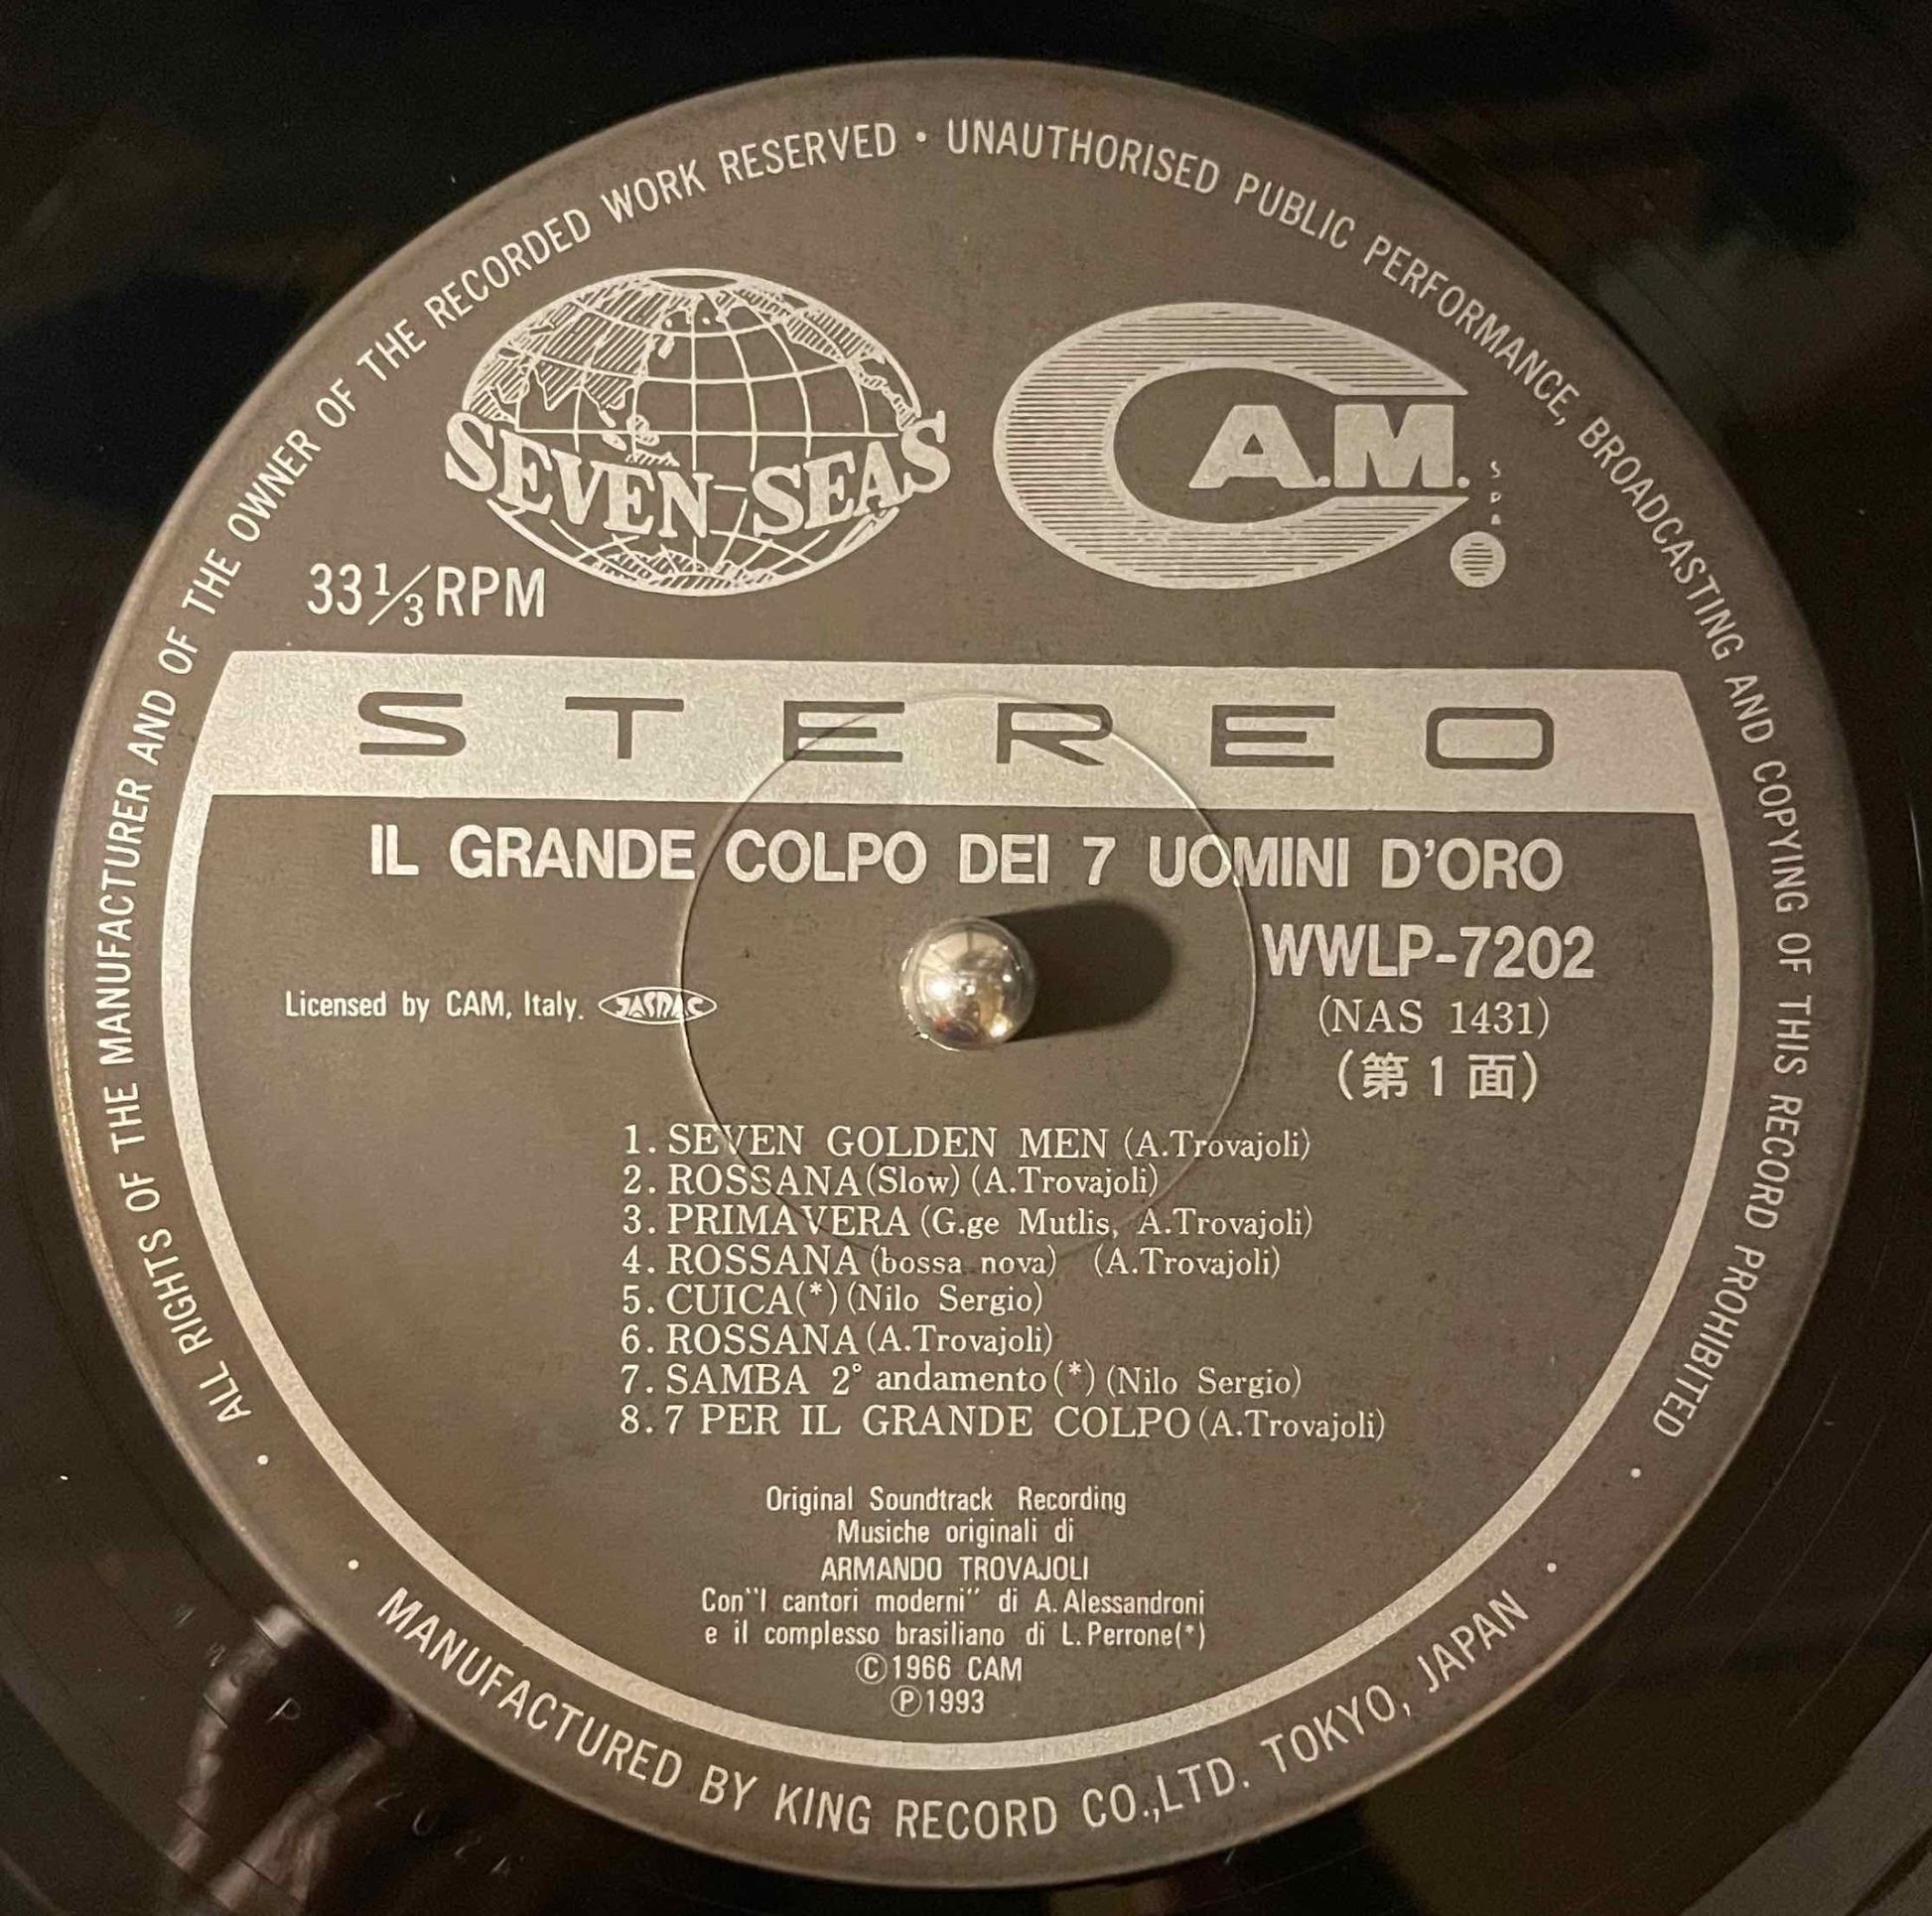 ALL RIGHTS OF THE MANUFACTURER AND OF THE OWNER OF THE RECORDED WORK RESERVED • UNAUTHORISED PUBLIC PERFORMANCE, BROADCASTING AND COPYING OF THIS RECORD PROHIBITED
SEVEN-SEAS
C.A.M.
SPA
33 1/3 RPM
STEREO
IL GRANDE COLPO DEI 7 UOMINI D'ORO
WWLP-7202
Licensed by CAM, Italy. JASRAC
(NAS 1431)
(第1面)
1. SEVEN GOLDEN MEN (A.Trovajoli)
2. ROSSANA (Slow) (A.Trovajoli)
3. PRIMAVERA (G.ge Mutlis, A.Trovajoli)
4. ROSSANA (bossa nova) (A.Trovajoli)
5. CUICA(*) (Nilo Sergio)
6. ROSSANA (A.Trovajoli)
7. SAMBA 2° andamento(*) (Nilo Sergio)
8. 7 PER IL GRANDE COLPO (A.Trovajoli)
Original Soundtrack Recording
Musiche originali di
ARMANDO TROVAJOLI
Con "I cantori moderni" di A. Alessandroni
e il complesso brasiliano di L. Perrone(*)
Ⓒ1966 CAM
Ⓟ1993
• MANUFACTURED BY KING RECORD CO.,LTD. TOKYO, JAPAN •